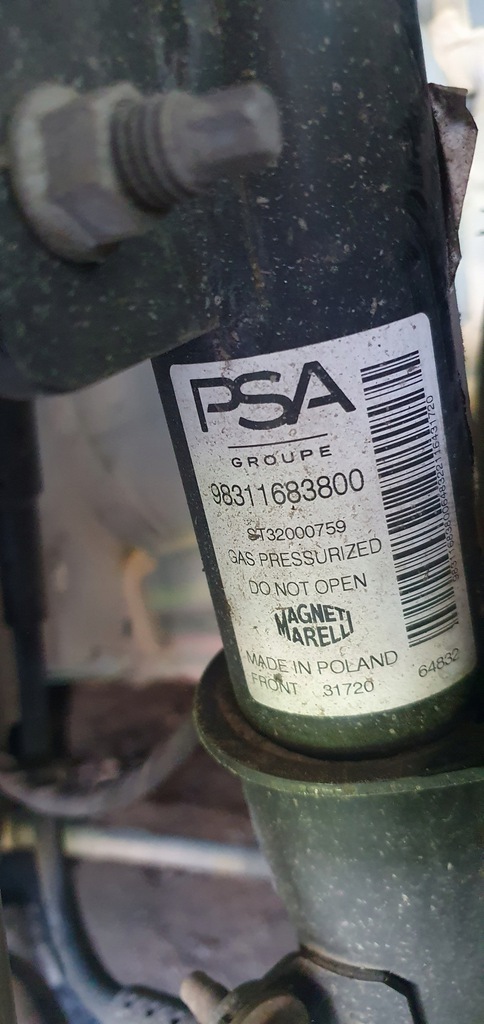 PSA
GROUPE
98311683800
ST32000759
GAS PRESSURIZED
DO NOT OPEN
MAGNETI
MARELLI
MADE IN POLAND
FRONT 31720 64832